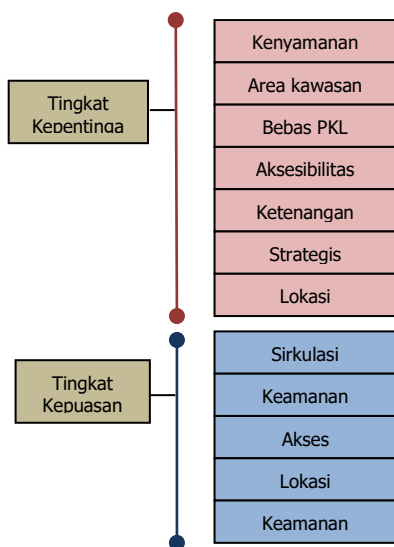 Tingkat
Kepentinga
Kenyamanan
Area kawasan
Bebas PKL
Aksesibilitas
Ketenangan
Strategis
Lokasi
Tingkat
Kepuasan
Sirkulasi
Keamanan
Akses
Lokasi
Keamanan